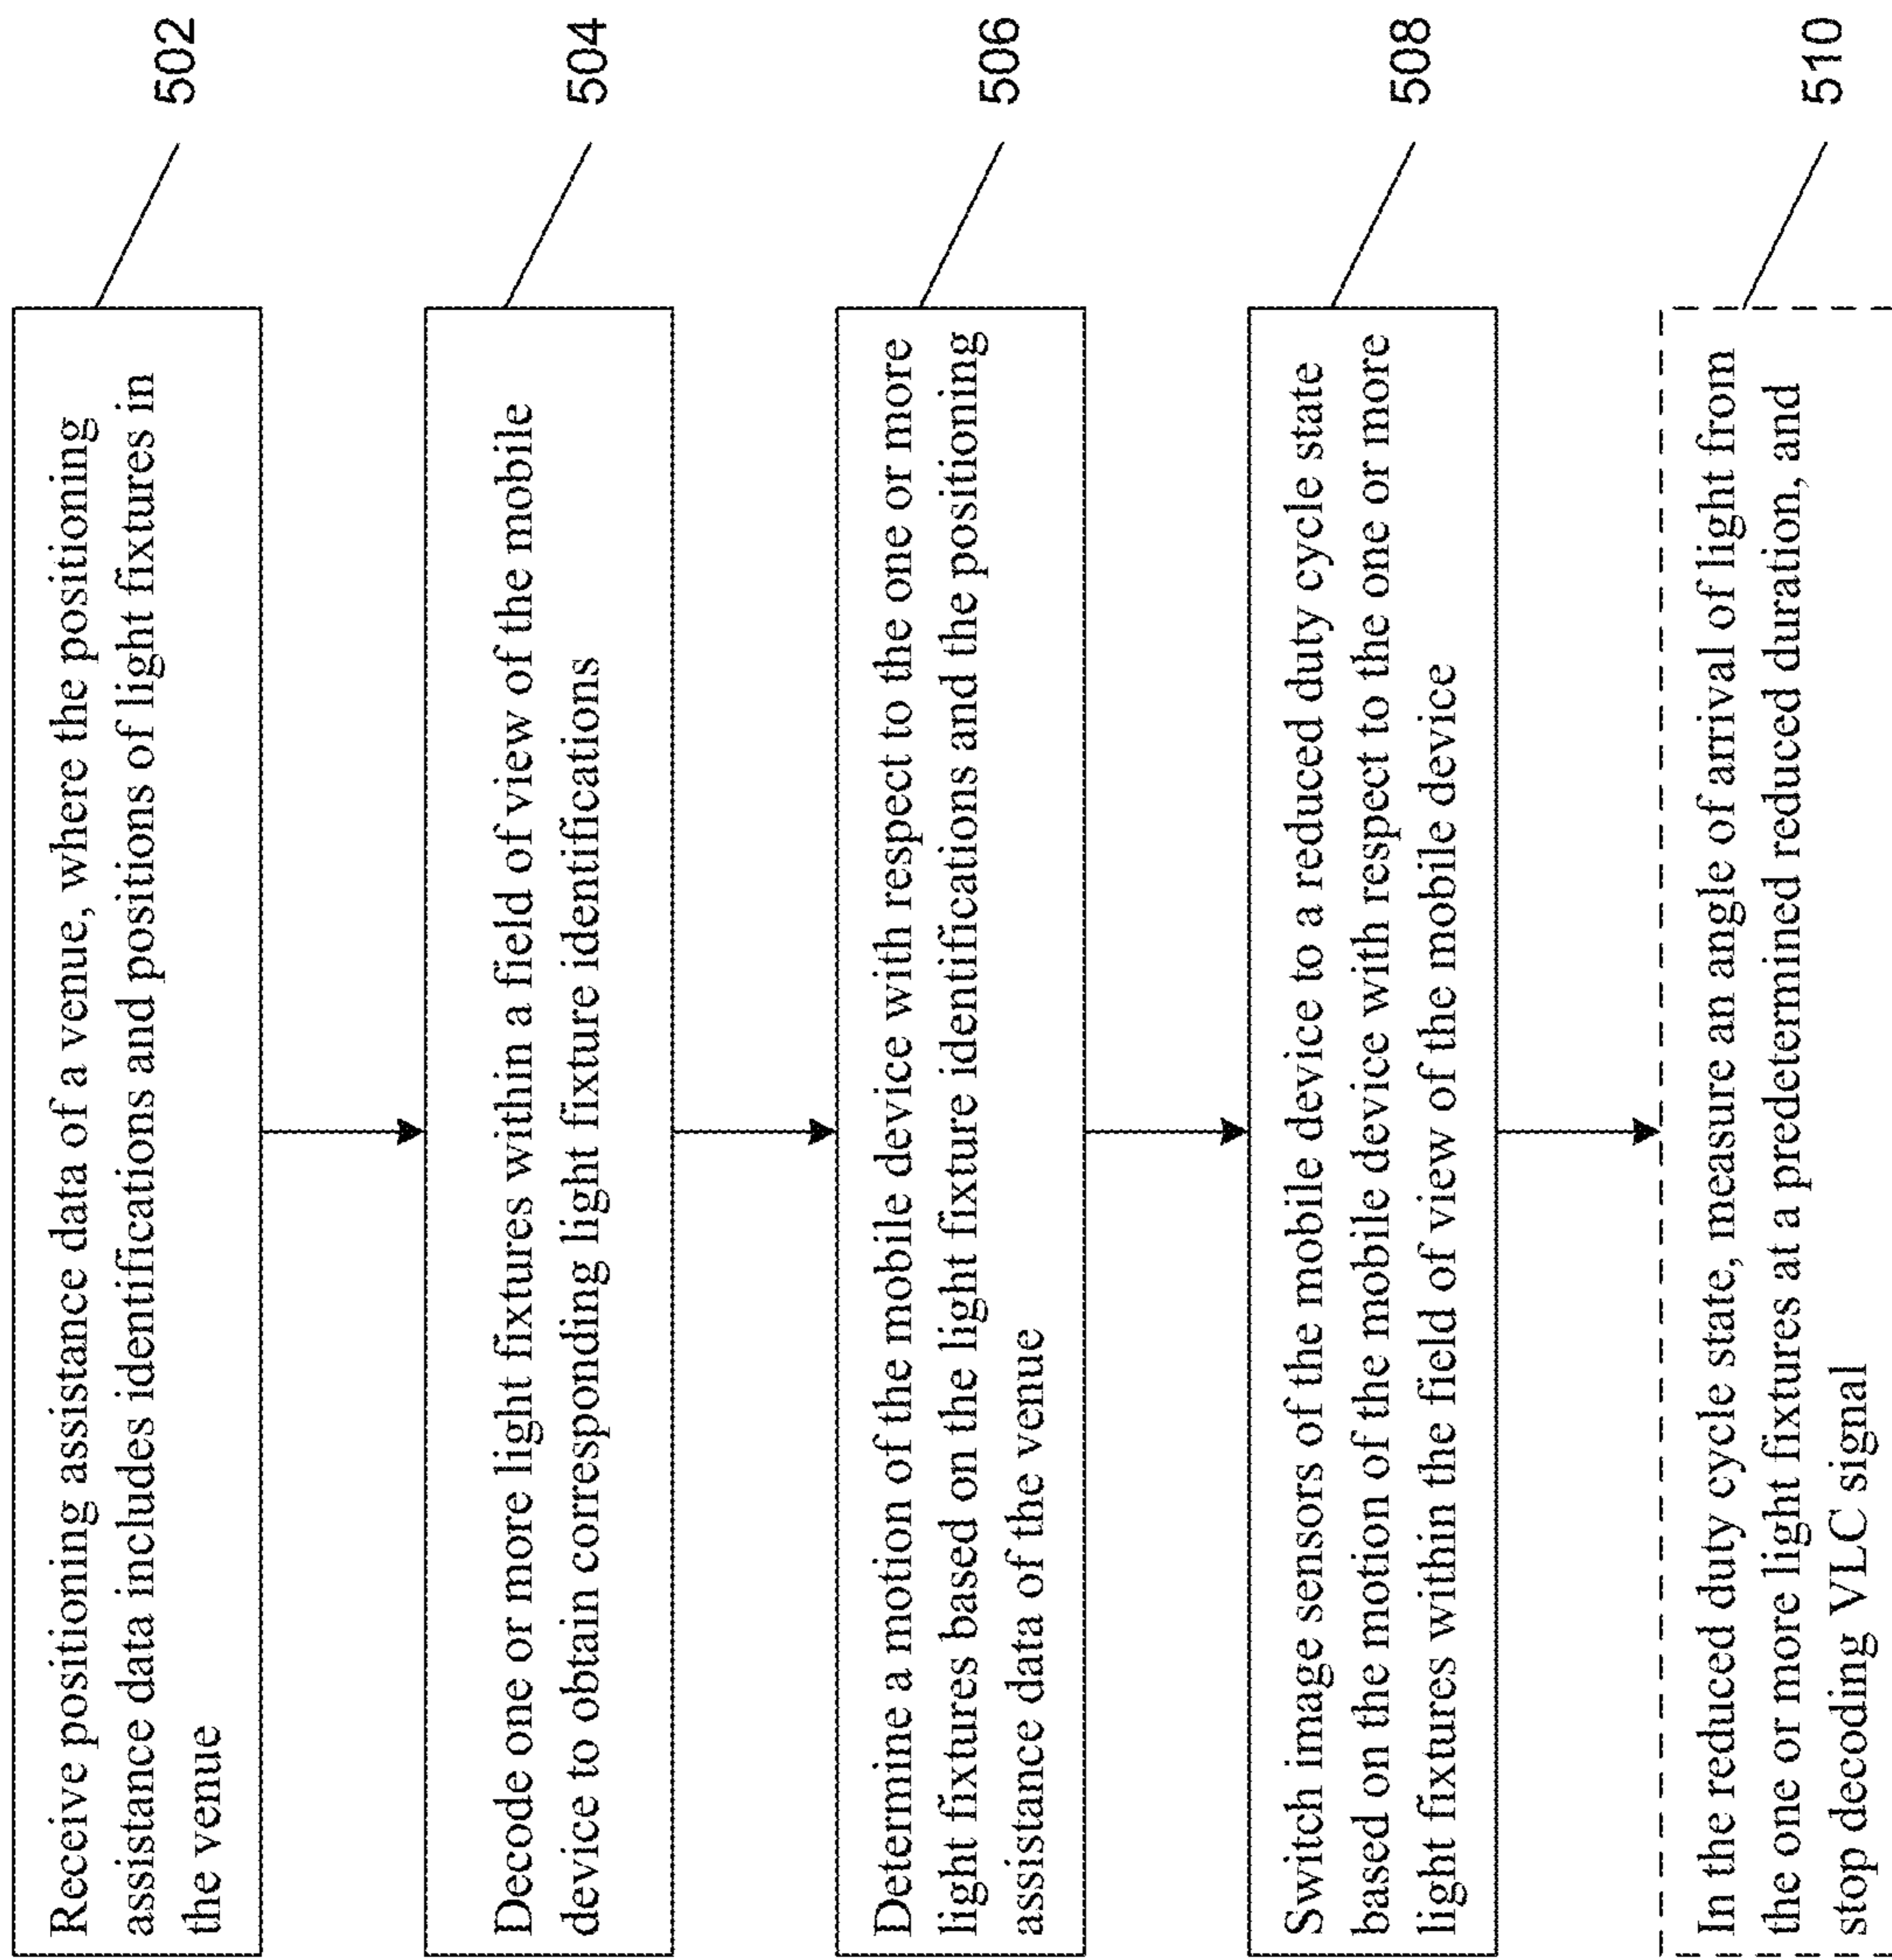 Receive positioning assistance data of a venue, where the positioning
assistance data includes identifications and positions of light fixtures in
the venue
502
Decode one or more light fixtures within a field of view of the mobile
device to obtain corresponding light fixture identifications
504
Determine a motion of the mobile device with respect to the one or more
light fixtures based on the light fixture identifications and the positioning
assistance data of the venue
506
Switch image sensors of the mobile device to a reduced duty cycle state
based on the motion of the mobile device with respect to the one or more
light fixtures within the field of view of the mobile device
508
In the reduced duty cycle state, measure an angle of arrival of light from
the one or more light fixtures at a predetermined reduced duration, and
stop decoding VLC signal
510